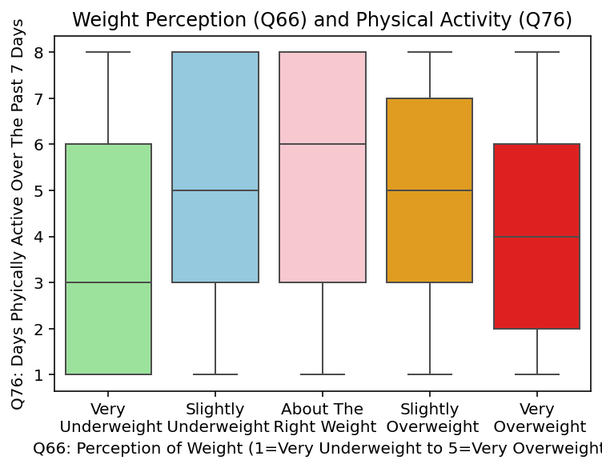 Weight Perception (Q66) and Physical Activity (Q76)
Q76: Days Phyically Active Over The Past 7 Days
8
7
6
5
4
3
2
1
Very Underweight
Slightly Underweight
About The Right Weight
Slightly Overweight
Very Overweight
Q66: Perception of Weight (1=Very Underweight to 5=Very Overweight